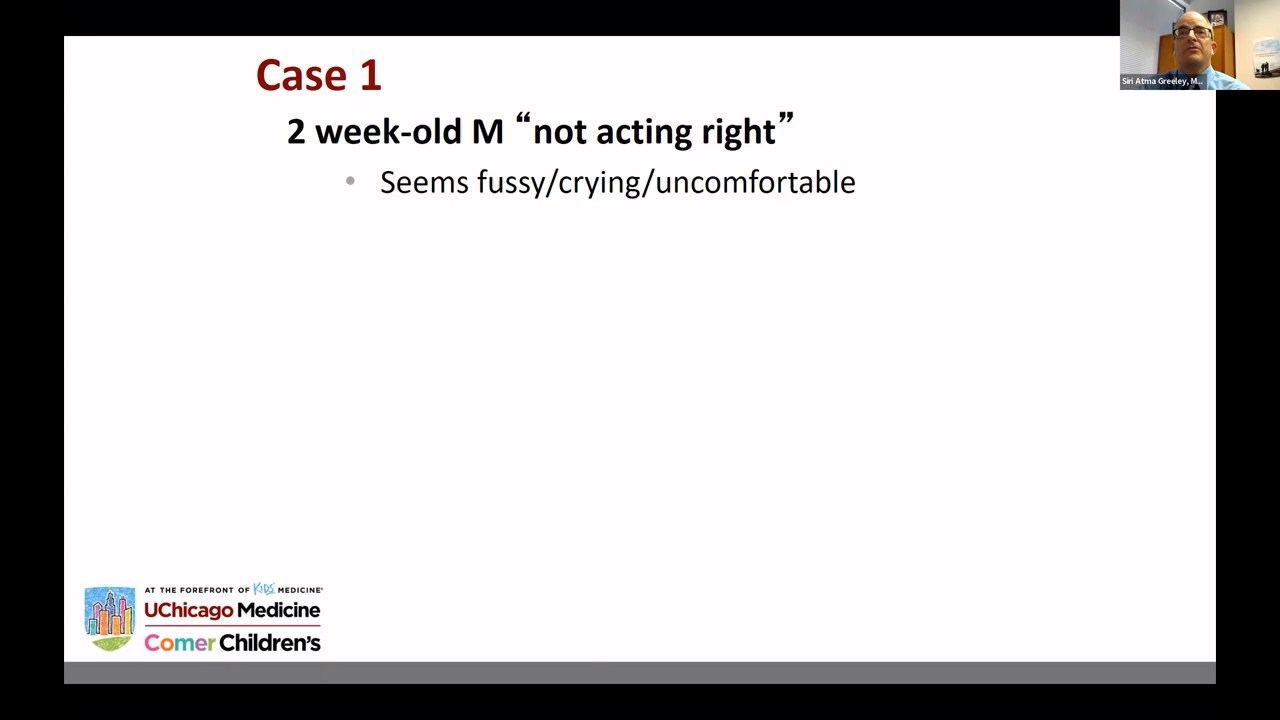 Case 1
2 week-old M “not acting right”
• Seems fussy/crying/uncomfortable
Siri Atma Greeley, M...
AT THE FOREFRONT OF KIDS MEDICINE®
UChicago Medicine
Comer Children's